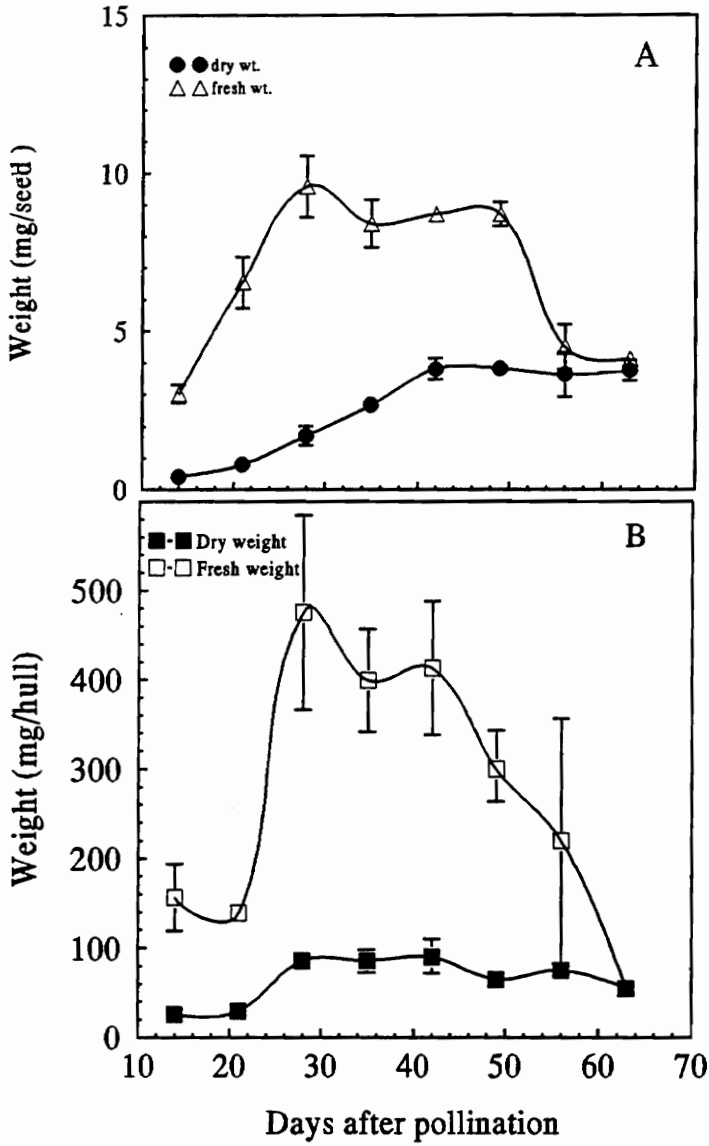 15
A
dry wt.
fresh wt.
10
Weight (mg/seed)
5
0
B
Dry weight
Fresh weight
500
400
Weight (mg/hull)
300
200
100
0
10 20 30 40 50 60 70
Days after pollination